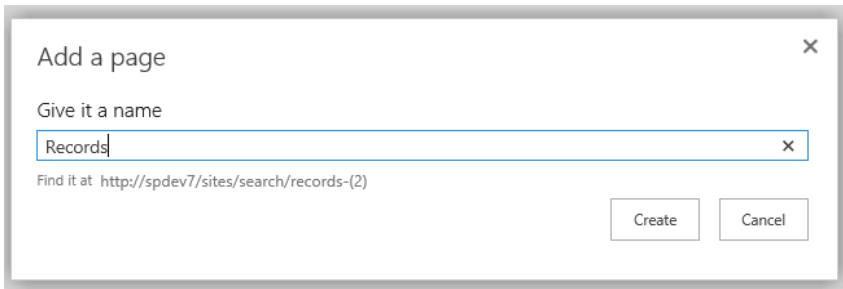 Add a page
Give it a name
Records
Find it at http://spdev7/sites/search/records-(2)
Create Cancel